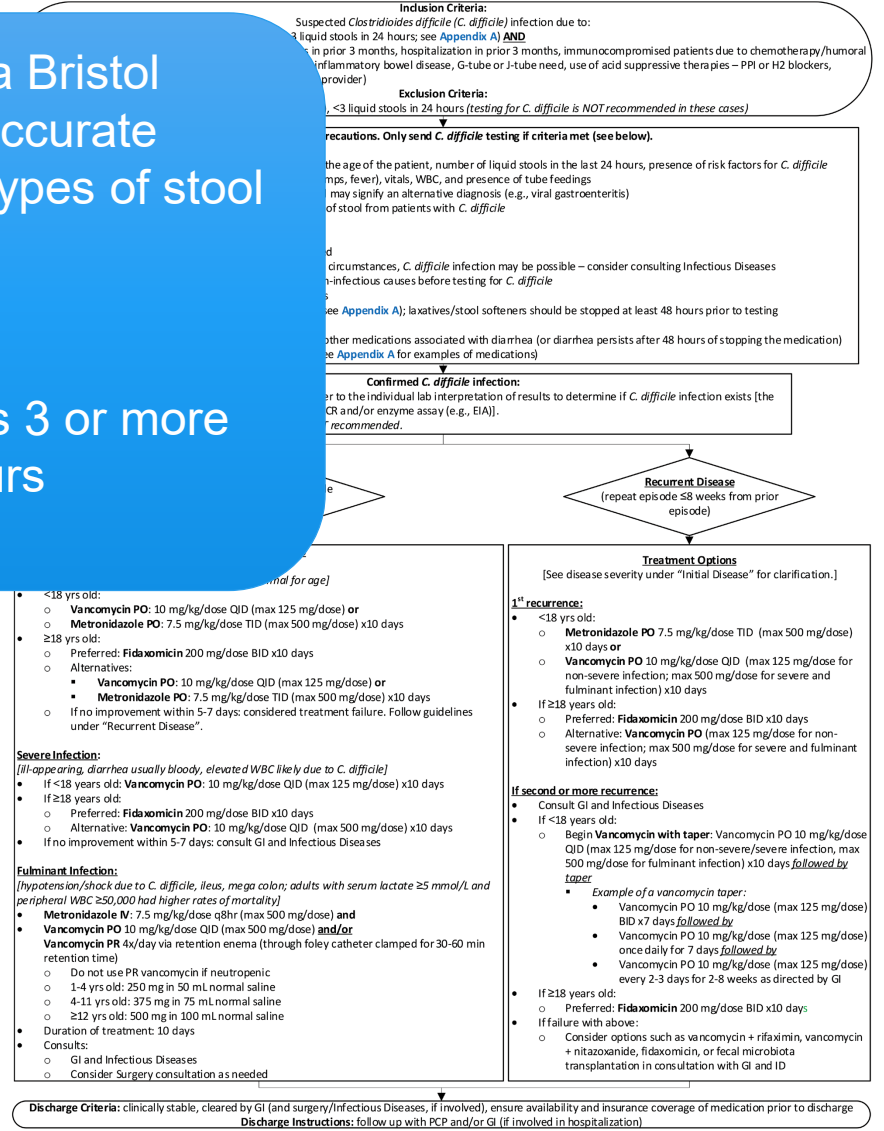 Inclusion Criteria:
Suspected Clostridioides difficile (C. difficile) infection due to:
3 liquid stools in 24 hours; see Appendix A) AND
in prior 3 months, hospitalization in prior 3 months, immunocompromised patients due to chemotherapy/humoral
inflammatory bowel disease, G-tube or J-tube need, use of acid suppressive therapies – PPI or H2 blockers,
provider)
Exclusion Criteria:
, <3 liquid stools in 24 hours (testing for C. difficile is NOT recommended in these cases)
a Bristol
ccurate
ypes of stool
s 3 or more
urs
recautions. Only send C. difficile testing if criteria met (see below).
the age of the patient, number of liquid stools in the last 24 hours, presence of risk factors for C. difficile
mps, fever), vitals, WBC, and presence of tube feedings
may signify an alternative diagnosis (e.g., viral gastroenteritis)
of stool from patients with C. difficile
d
circumstances, C. difficile infection may be possible – consider consulting Infectious Diseases
n-infectious causes before testing for C. difficile
s
ee Appendix A); laxatives/stool softeners should be stopped at least 48 hours prior to testing
other medications associated with diarrhea (or diarrhea persists after 48 hours of stopping the medication)
ee Appendix A for examples of medications)
Confirmed C. difficile infection:
er to the individual lab interpretation of results to determine if C. difficile infection exists [the
CR and/or enzyme assay (e.g., EIA)].
T recommended.
e
Recurrent Disease
(repeat episode ≤8 weeks from prior
episode)
mal for age]
• <18 yrs old:
o Vancomycin PO: 10 mg/kg/dose QID (max 125 mg/dose) or
o Metronidazole PO: 7.5 mg/kg/dose TID (max 500 mg/dose) x10 days
• ≥18 yrs old:
o Preferred: Fidaxomicin 200 mg/dose BID x10 days
o Alternatives:
▪ Vancomycin PO: 10 mg/kg/dose QID (max 125 mg/dose) or
▪ Metronidazole PO: 7.5 mg/kg/dose TID (max 500 mg/dose) x10 days
o If no improvement within 5-7 days: considered treatment failure. Follow guidelines
under “Recurrent Disease”.
Severe Infection:
[ill-appearing, diarrhea usually bloody, elevated WBC likely due to C. difficile]
• If <18 years old: Vancomycin PO: 10 mg/kg/dose QID (max 500 mg/dose) x10 days
• If ≥18 years old:
o Preferred: Fidaxomicin 200 mg/dose BID x10 days
o Alternative: Vancomycin PO: 10 mg/kg/dose QID (max 500 mg/dose) x10 days
• If no improvement within 5-7 days: consult GI and Infectious Diseases
Fulminant Infection:
[hypotension/shock due to C. difficile, ileus, mega colon; adults with serum lactate ≥5 mmol/L and
peripheral WBC ≥50,000 had higher rates of mortality]
• Metronidazole IV: 7.5 mg/kg/dose q8hr (max 500 mg/dose) and
• Vancomycin PO 10 mg/kg/dose QID (max 500 mg/dose) and/or
Vancomycin PR 4x/day via retention enema (through foley catheter clamped for 30-60 min
retention time)
o Do not use PR vancomycin if neutropenic
o 1-4 yrs old: 250 mg in 50 mL normal saline
o 4-11 yrs old: 375 mg in 75 mL normal saline
o ≥12 yrs old: 500 mg in 100 mL normal saline
• Duration of treatment: 10 days
• Consults:
o GI and Infectious Diseases
o Consider Surgery consultation as needed
Treatment Options
[See disease severity under “Initial Disease” for clarification.]
1st recurrence:
• <18 years old:
o Metronidazole PO 7.5 mg/kg/dose TID (max 500 mg/dose)
x10 days or
o Vancomycin PO 10 mg/kg/dose QID (max 125 mg/dose for
non-severe infection; max 500 mg/dose for severe and
fulminant infection) x10 days
• If ≥18 years old:
o Preferred: Fidaxomicin 200 mg/dose BID x10 days
o Alternative: Vancomycin PO (max 125 mg/dose for non-
severe infection; max 500 mg/dose for severe and fulminant
infection) x10 days
If second or more recurrence:
• Consult GI and Infectious Diseases
• If <18 years old:
o Begin Vancomycin with taper: Vancomycin PO 10 mg/kg/dose
QID (max 125 mg/dose for non-severe/severe infection, max
500 mg/dose for fulminant infection) x10 days followed by
taper
▪ Example of a vancomycin taper:
• Vancomycin PO 10 mg/kg/dose (max 125 mg/dose)
BID x7 days followed by
• Vancomycin PO 10 mg/kg/dose (max 125 mg/dose)
once daily for 7 days followed by
• Vancomycin PO 10 mg/kg/dose (max 125 mg/dose)
every 2-3 days for 2-8 weeks as directed by GI
• If ≥18 years old:
o Preferred: Fidaxomicin 200 mg/dose BID x10 days
• If failure with above:
o Consider options such as vancomycin + rifaximin, vancomycin
+ nitazoxanide, fidaxomicin, or fecal microbiota
transplantation in consultation with GI and ID
Discharge Criteria: clinically stable, cleared by GI (and surgery/Infectious Diseases, if involved), ensure availability and insurance coverage of medication prior to discharge
Discharge Instructions: follow up with PCP and/or GI (if involved in hospitalization)